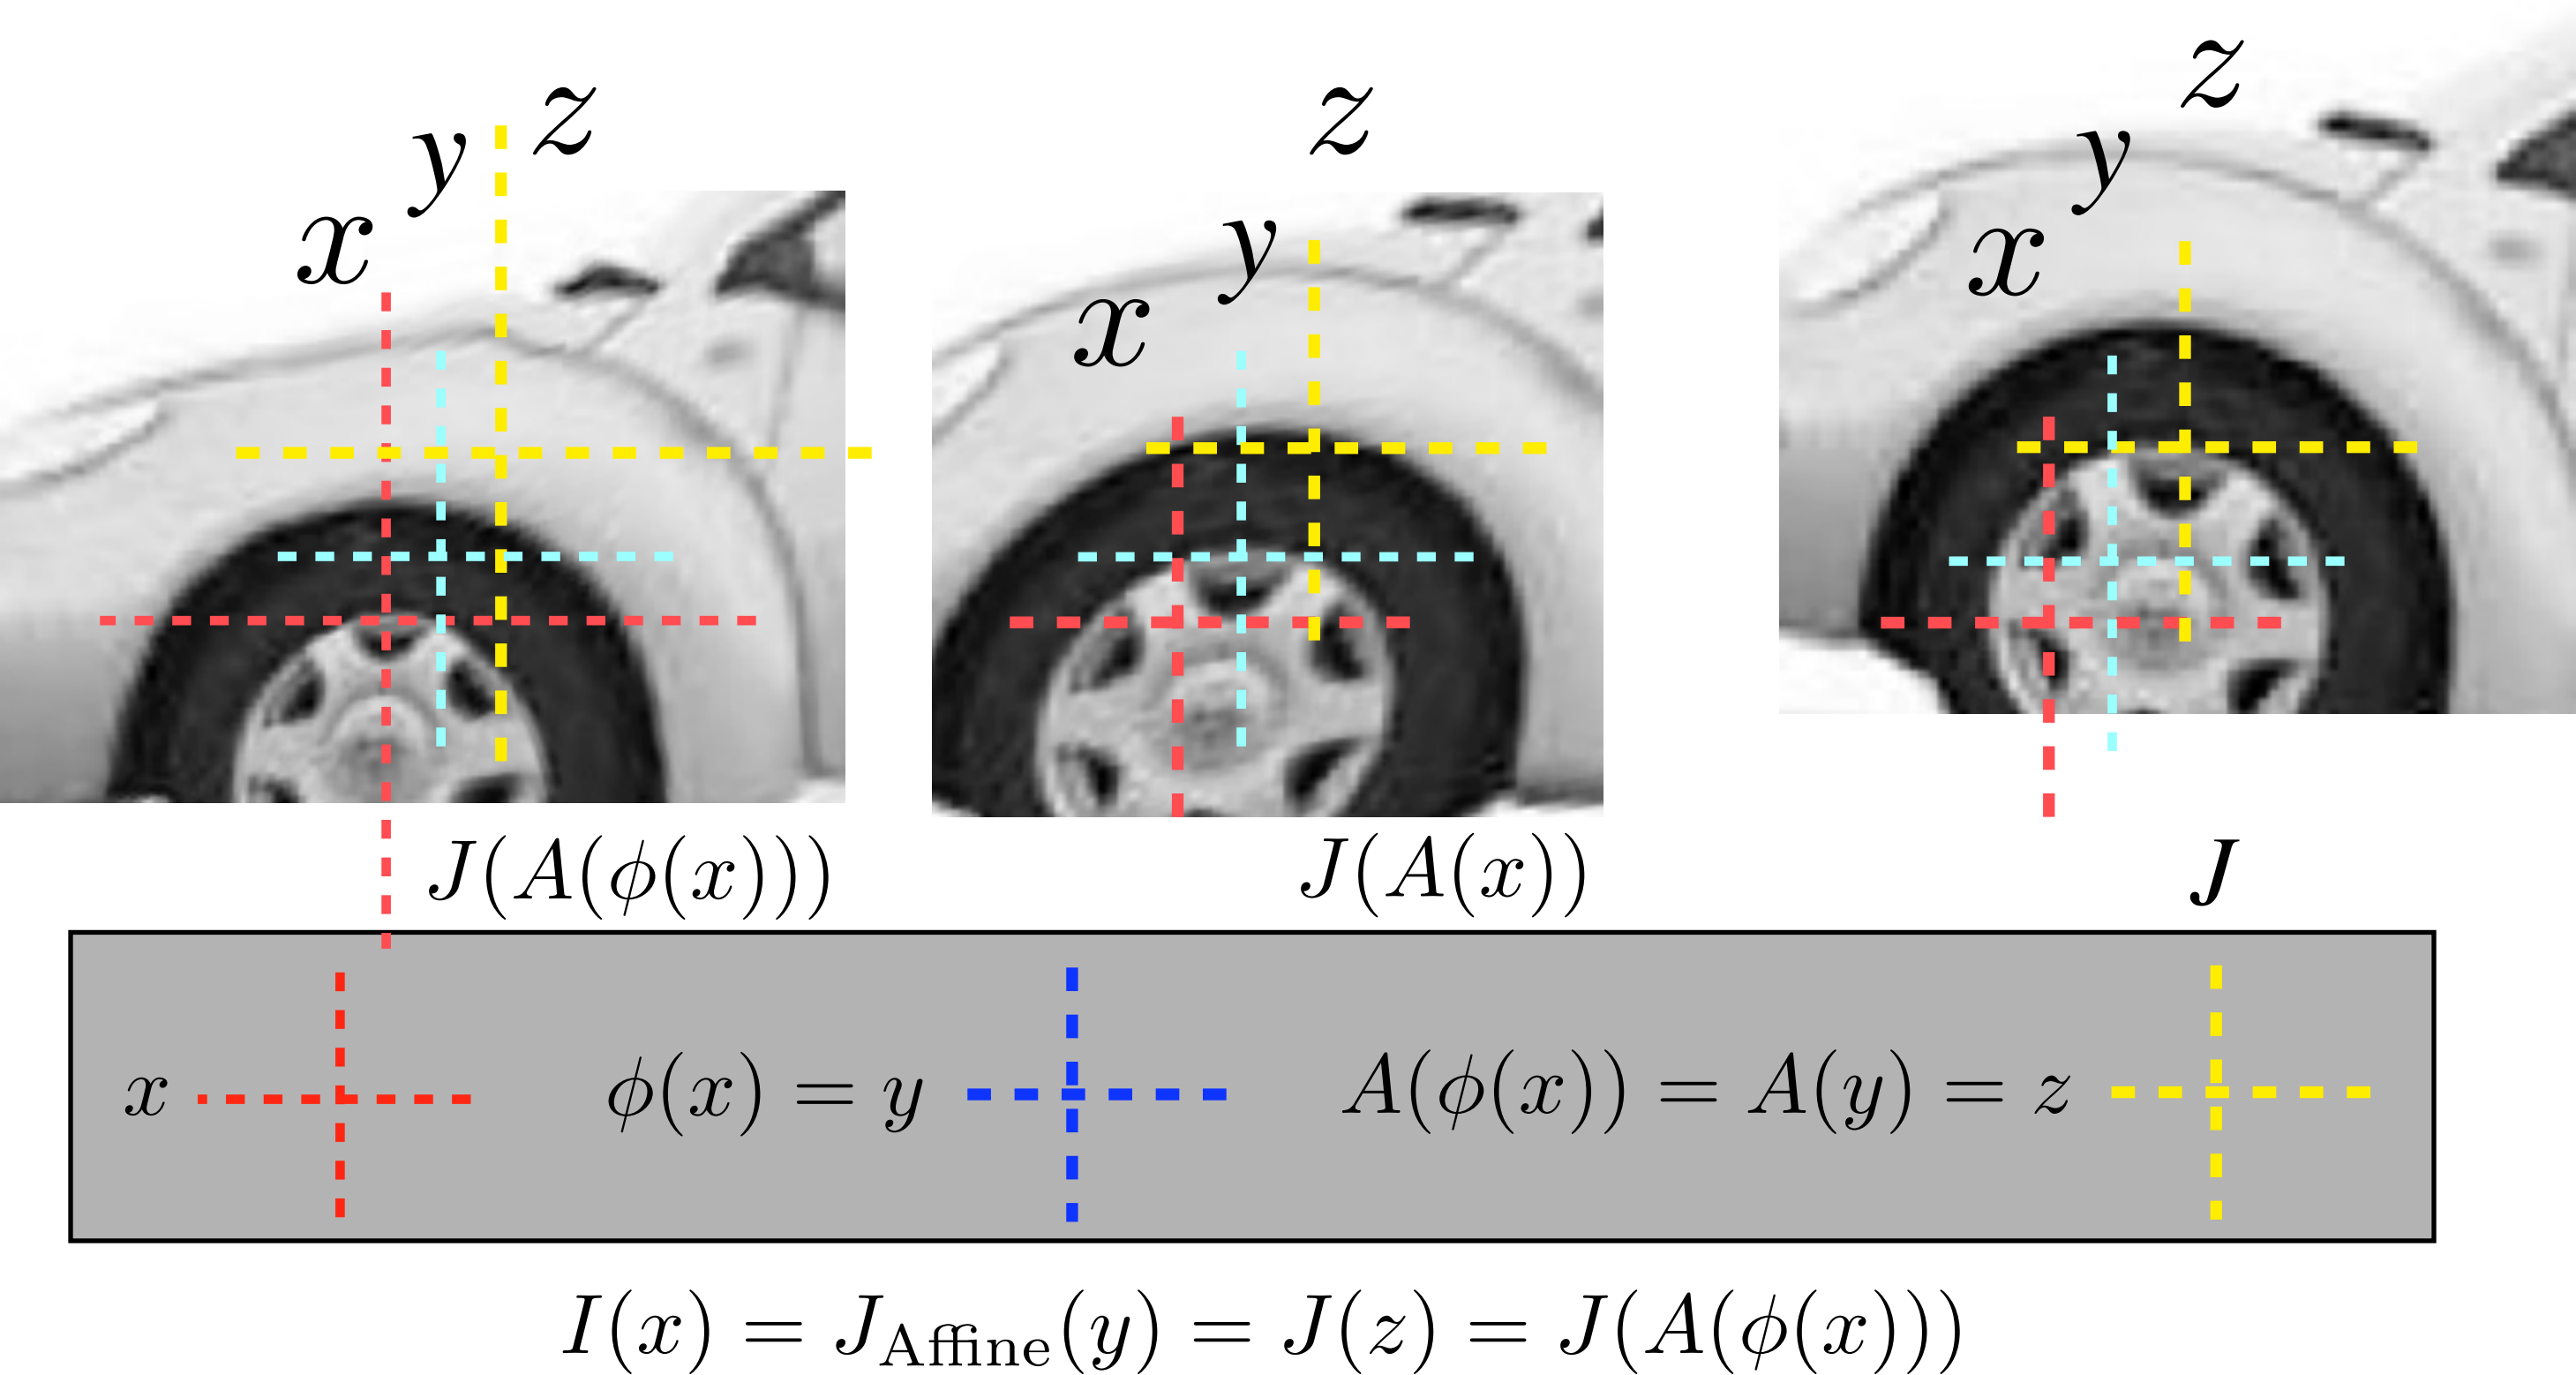 x y z
x y z
x y z
J(A(ϕ(x)))
J(A(x))
J
x
ϕ(x) = y
A(ϕ(x)) = A(y) = z
I(x) = J_Affine(y) = J(z) = J(A(ϕ(x)))